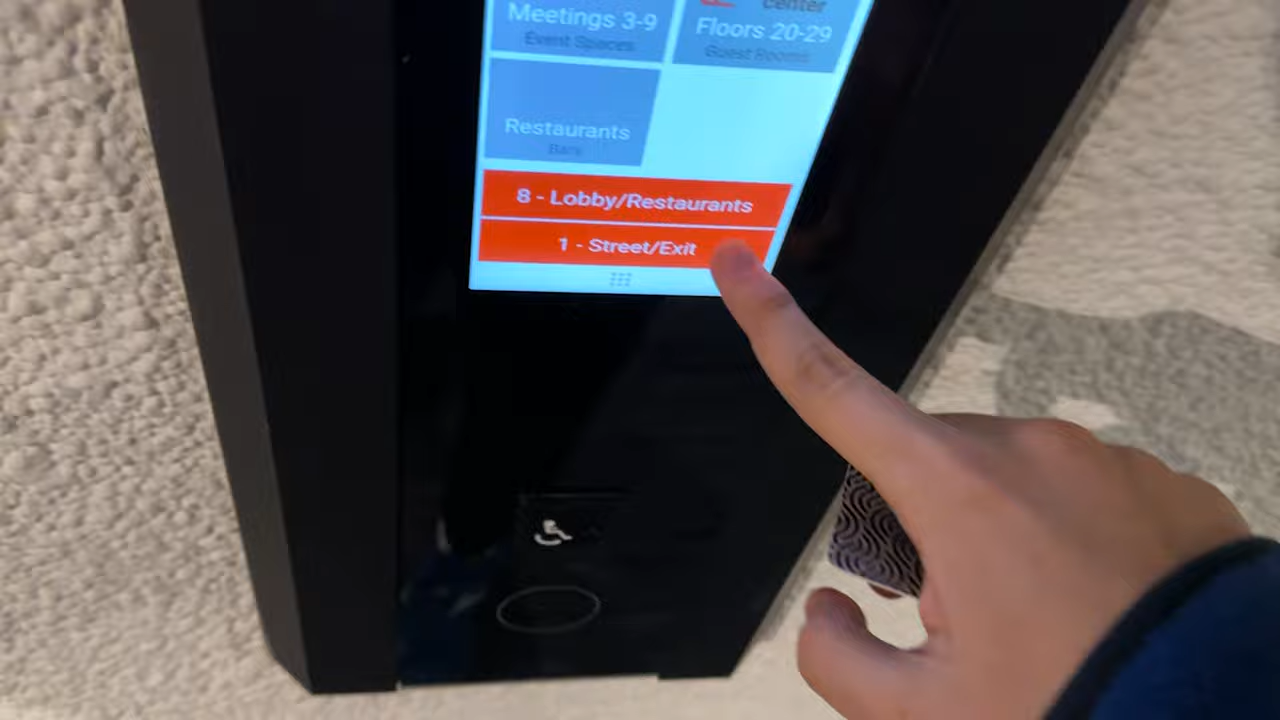 Meetings 3-9
Event Spaces
center
Floors 20-29
Guest Rooms
Restaurants
Bars
8 - Lobby/Restaurants
1 - Street/Exit